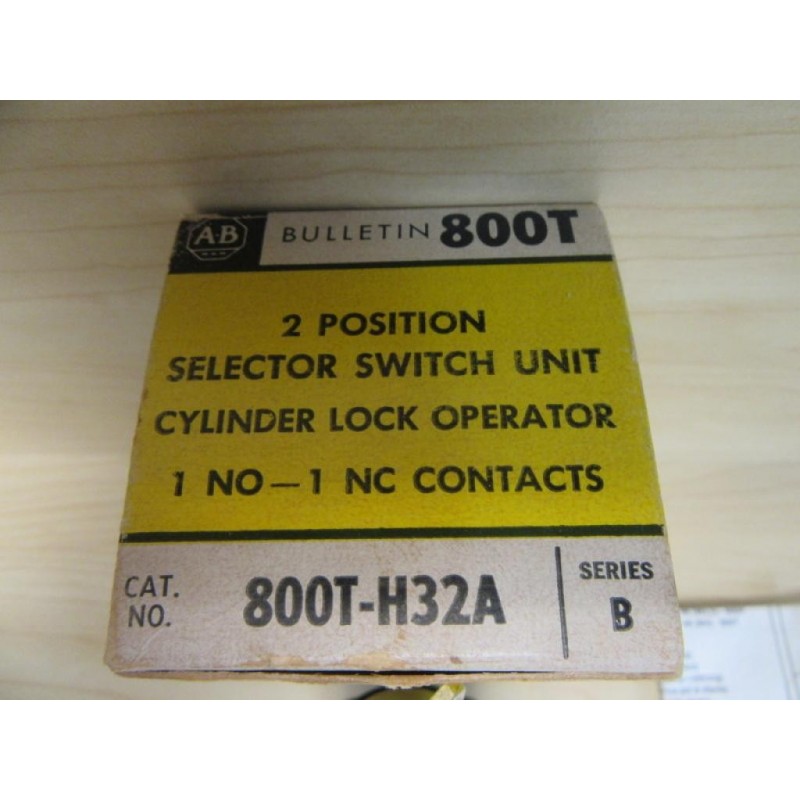 A-B BULLETIN 800T
2 POSITION
SELECTOR SWITCH UNIT
CYLINDER LOCK OPERATOR
1 NO — 1 NC CONTACTS
CAT. NO. 800T-H32A
SERIES B